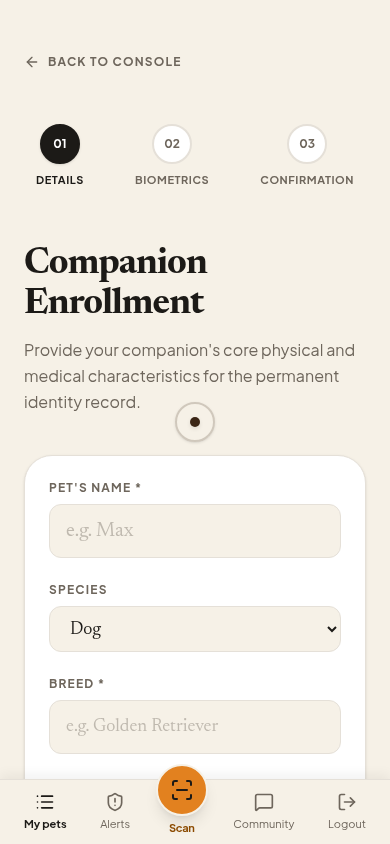 BACK TO CONSOLE
01 02 03
DETAILS BIOMETRICS CONFIRMATION
Companion
Enrollment
Provide your companion's core physical and
medical characteristics for the permanent
identity record.
PET'S NAME *
e.g. Max
SPECIES
Dog
BREED *
e.g. Golden Retriever
My pets Alerts Scan Community Logout